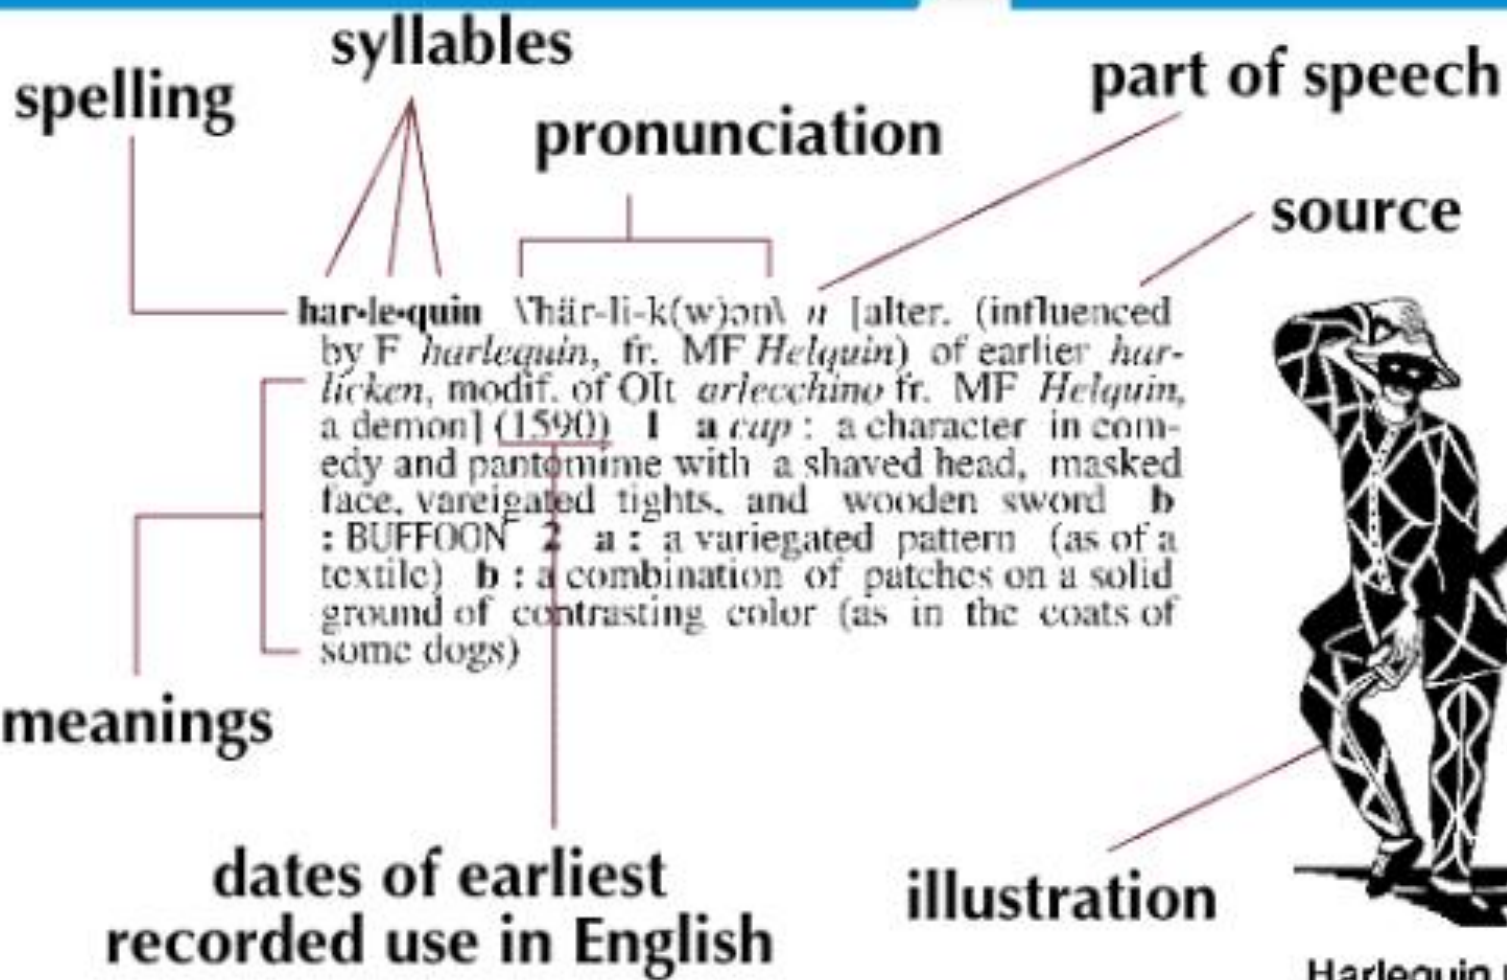 syllables
spelling
part of speech
pronunciation
source
har•le•quin \'här-li-k(w)ən\ n [alter. (influenced
by F harlequin, fr. MF Helquin) of earlier har-
licken, modif. of OIt arlecchino fr. MF Helquin,
a demon] (1590) 1 a cap : a character in com-
edy and pantomime with a shaved head, masked
face, vareigated tights, and wooden sword b
: BUFFOON 2 a : a variegated pattern (as of a
textile) b : a combination of patches on a solid
ground of contrasting color (as in the coats of
some dogs)
meanings
dates of earliest
recorded use in English
illustration
Harlequin